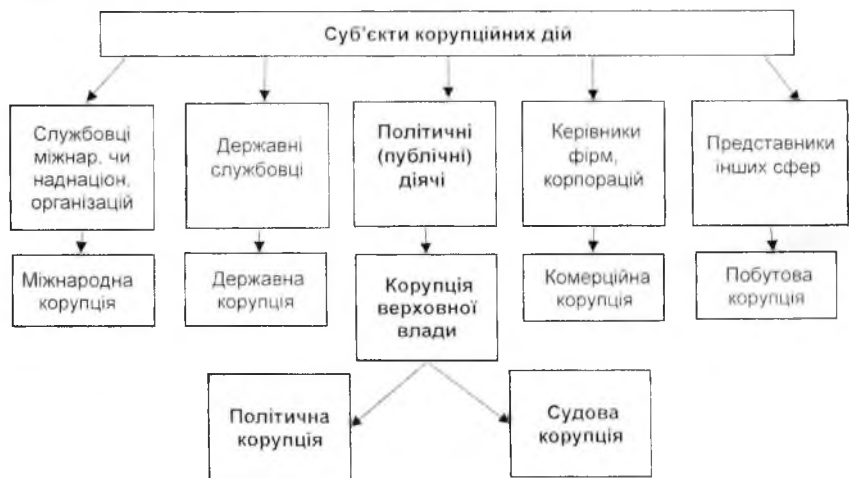 Суб'єкти корупційних дій
Службовці
міжнар. чи
наднаціон.
організацій
Державні
службовці
Політичні
(публічні)
діячі
Керівники
фірм,
корпорацій
Представники
інших сфер
Міжнародна
корупція
Державна
корупція
Корупція
верховної
влади
Комерційна
корупція
Побутова
корупція
Політична
корупція
Судова
корупція